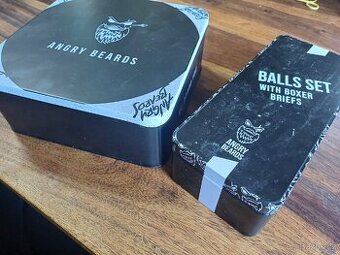 ANGRY BEARDS
ANGRY
BEARDS
BALLS SET
WITH BOXER
BRIEFS
ANGRY
BEARDS